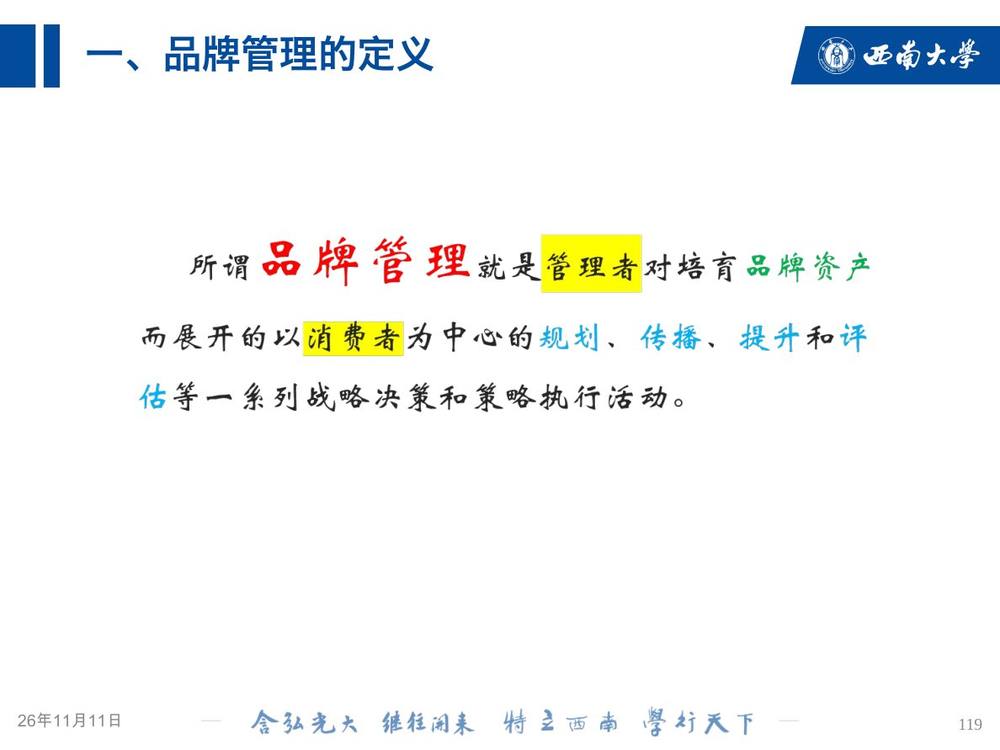 一、品牌管理的定义
西南大学
所谓品牌管理就是管理者对培育品牌资产
而展开的以消费者为中心的规划、传播、提升和评
估等一系列战略决策和策略执行活动。
26年11月11日
含弘光大 继往开来 特立西南 學行天下
119